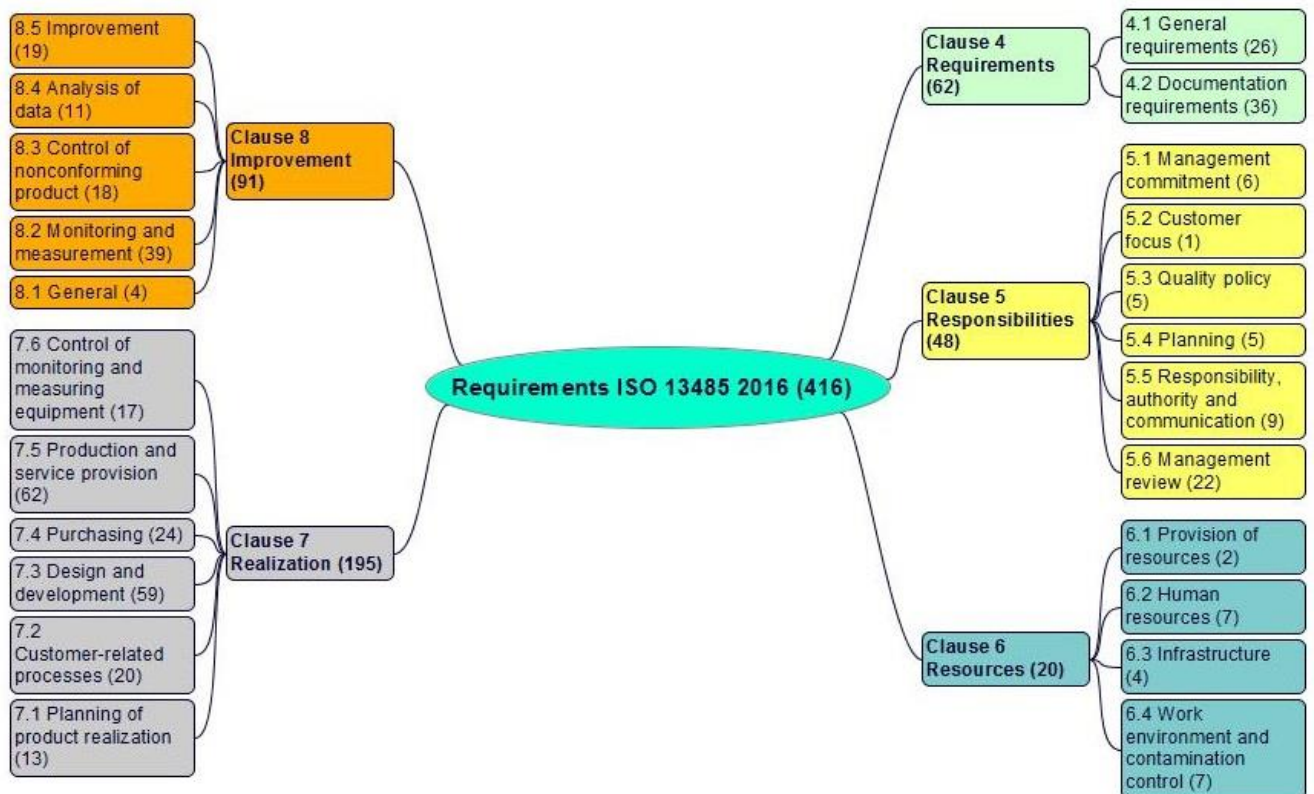 Requirements ISO 13485 2016 (416)
Clause 4
Requirements
(62)
4.1 General
requirements (26)
4.2 Documentation
requirements (36)
Clause 5
Responsibilities
(48)
5.1 Management
commitment (6)
5.2 Customer
focus (1)
5.3 Quality policy
(5)
5.4 Planning (5)
5.5 Responsibility,
authority and
communication (9)
5.6 Management
review (22)
Clause 6
Resources (20)
6.1 Provision of
resources (2)
6.2 Human
resources (7)
6.3 Infrastructure
(4)
6.4 Work
environment and
contamination
control (7)
Clause 7
Realization (195)
7.6 Control of
monitoring and
measuring
equipment (17)
7.5 Production and
service provision
(62)
7.4 Purchasing (24)
7.3 Design and
development (59)
7.2
Customer-related
processes (20)
7.1 Planning of
product realization
(13)
Clause 8
Improvement
(91)
8.5 Improvement
(19)
8.4 Analysis of
data (11)
8.3 Control of
nonconforming
product (18)
8.2 Monitoring and
measurement (39)
8.1 General (4)